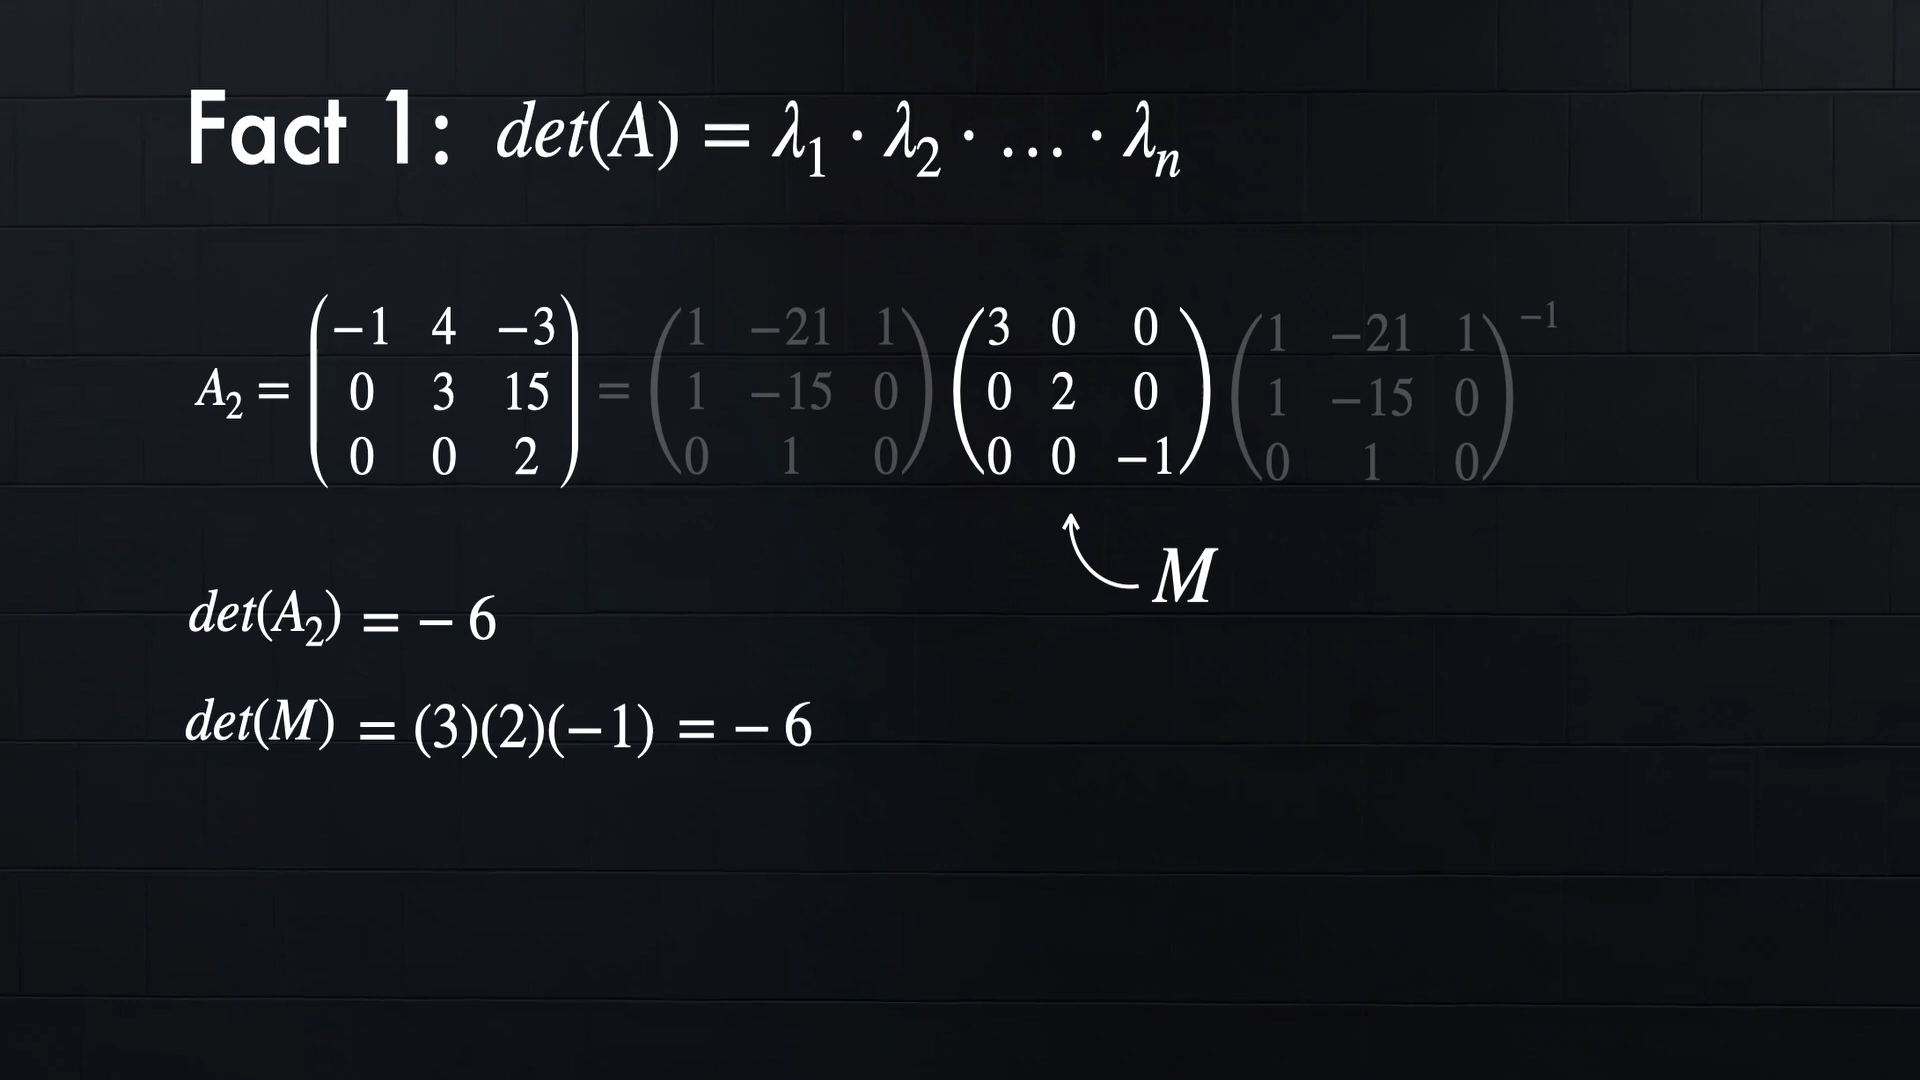 Fact 1: det(A) = λ₁ · λ₂ · … · λₙ
A₂ = (−1 4 −3
0 3 15
0 0 2) = (1 −21 1
1 −15 0
0 1 0) (3 0 0
0 2 0
0 0 −1) (1 −21 1
1 −15 0
0 1 0)⁻¹
M
det(A₂) = − 6
det(M) = (3)(2)(−1) = − 6